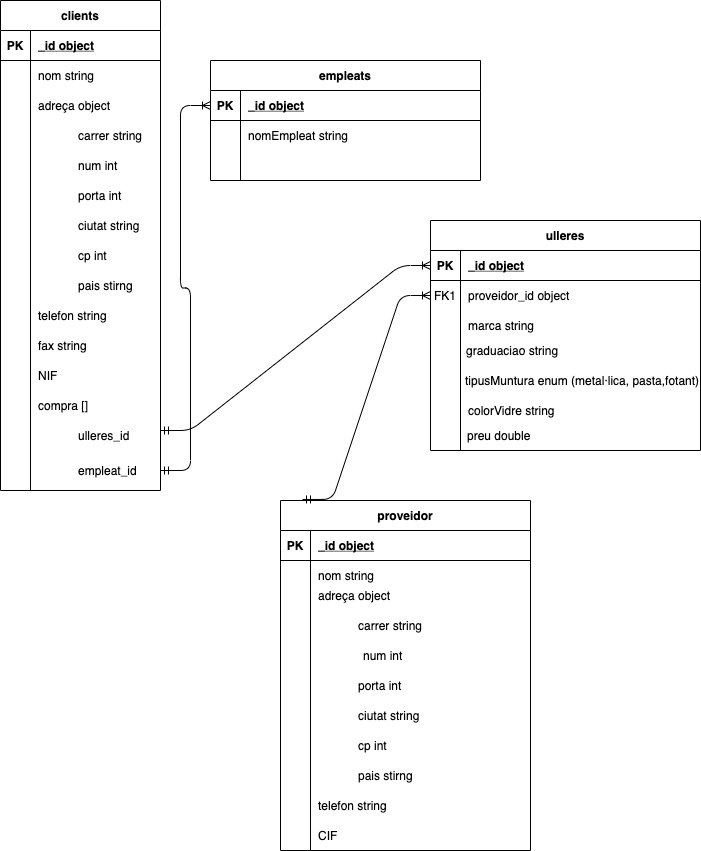 clients
PK _id object
nom string
adreça object
carrer string
num int
porta int
ciutat string
cp int
pais stirng
telefon string
fax string
NIF
compra []
ulleres_id
empleat_id
empleats
PK _id object
nomEmpleat string
ulleres
PK _id object
FK1 proveidor_id object
marca string
graduaciao string
tipusMuntura enum (metal·lica, pasta,fotant)
colorVidre string
preu double
proveidor
PK _id object
nom string
adreça object
carrer string
num int
porta int
ciutat string
cp int
pais stirng
telefon string
CIF